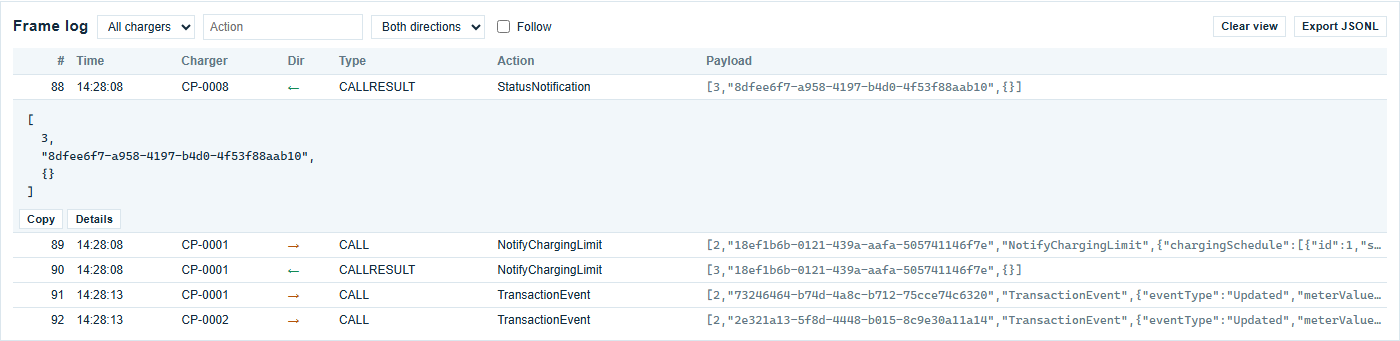 Frame log All chargers Action Both directions Follow Clear view Export JSONL
# Time Charger Dir Type Action Payload
88 14:28:08 CP-0008 ← CALLRESULT StatusNotification [3,"8dfee6f7-a958-4197-b4d0-4f53f88aab10",{}]
[
3,
"8dfee6f7-a958-4197-b4d0-4f53f88aab10",
{}
]
Copy Details
89 14:28:08 CP-0001 → CALL NotifyChargingLimit [2,"18ef1b6b-0121-439a-aafa-505741146f7e","NotifyChargingLimit",{"chargingSchedule":[{"id":1,"s…
90 14:28:08 CP-0001 ← CALLRESULT NotifyChargingLimit [3,"18ef1b6b-0121-439a-aafa-505741146f7e",{}]
91 14:28:13 CP-0001 → CALL TransactionEvent [2,"73246464-b74d-4a8c-b712-75cce74c6320","TransactionEvent",{"eventType":"Updated","meterValue…
92 14:28:13 CP-0002 → CALL TransactionEvent [2,"2e321a13-5f8d-4448-b015-8c9e30a11a14","TransactionEvent",{"eventType":"Updated","meterValue…